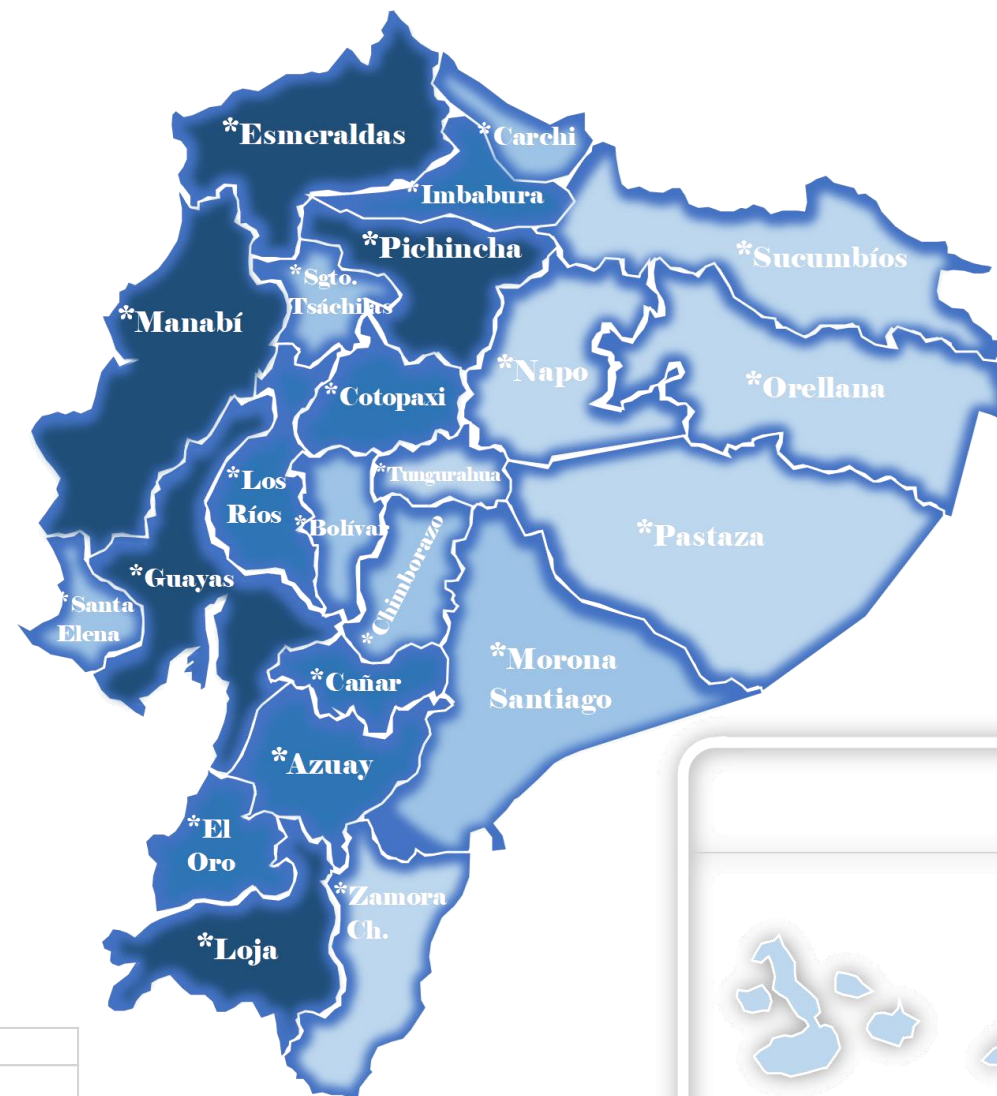 *Esmeraldas
*Carchi
*Imbabura
*Pichincha
*Sucumbíos
*Sgto.
Tsáchilas
*Manabí
*Napo
*Orellana
*Cotopaxi
*Tungurahua
*Los
Ríos
*Bolívar
*Pastaza
*Chimborazo
*Guayas
*Santa
Elena
*Morona
Santiago
*Cañar
*Azuay
*El
Oro
*Zamora
Ch.
*Loja